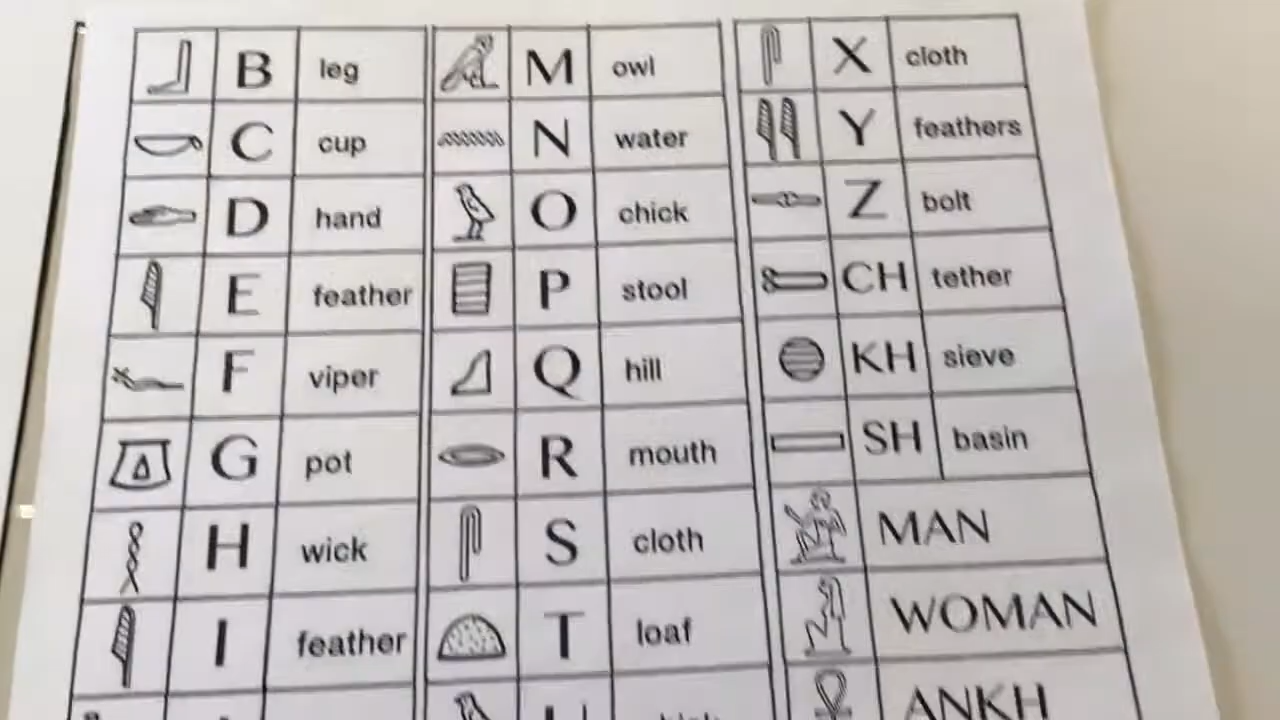 B leg
C cup
D hand
E feather
F viper
G pot
H wick
I feather
M owl
N water
O chick
P stool
Q hill
R mouth
S cloth
T loaf
X cloth
Y feathers
Z bolt
CH tether
KH sieve
SH basin
MAN
WOMAN
ANKH